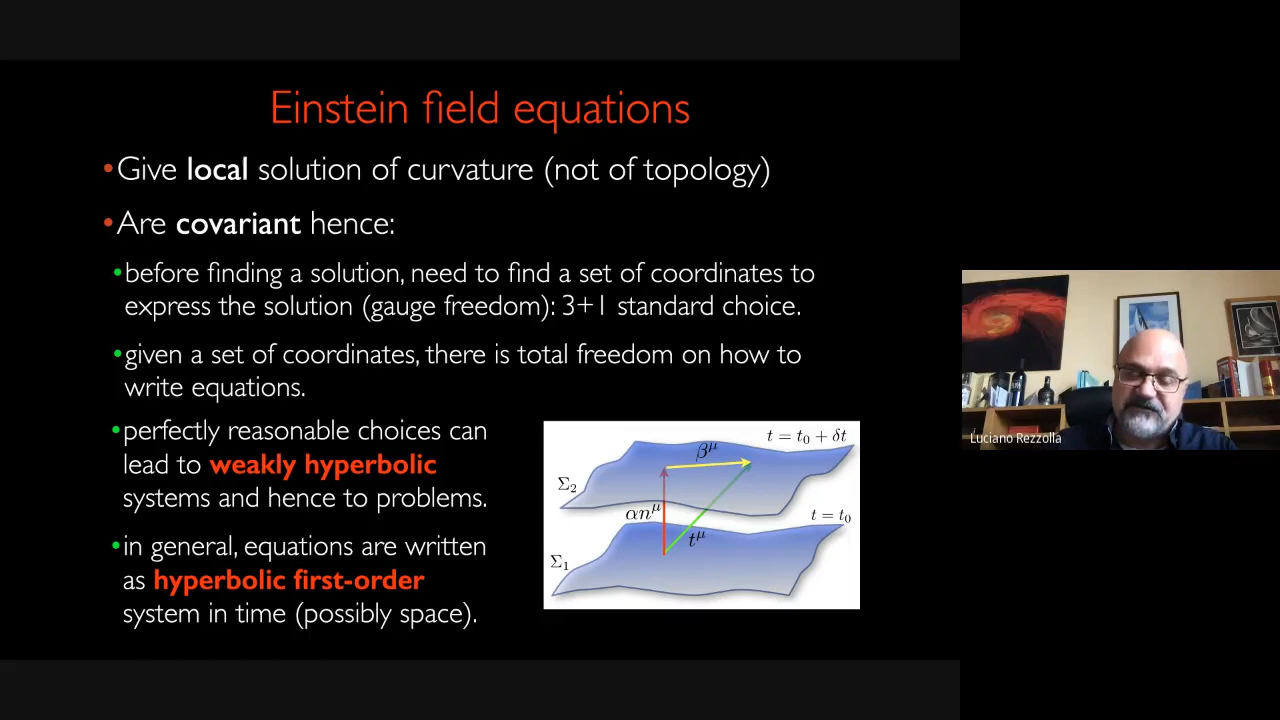 Einstein field equations
•Give local solution of curvature (not of topology)
•Are covariant hence:
•before finding a solution, need to find a set of coordinates to
express the solution (gauge freedom): 3+1 standard choice.
•given a set of coordinates, there is total freedom on how to
write equations.
•perfectly reasonable choices can
lead to weakly hyperbolic
systems and hence to problems.
•in general, equations are written
as hyperbolic first-order
system in time (possibly space).
t = t₀ + δt
β^μ
Σ₂
αn^μ
t = t₀
t^μ
Σ₁
Luciano Rezzolla